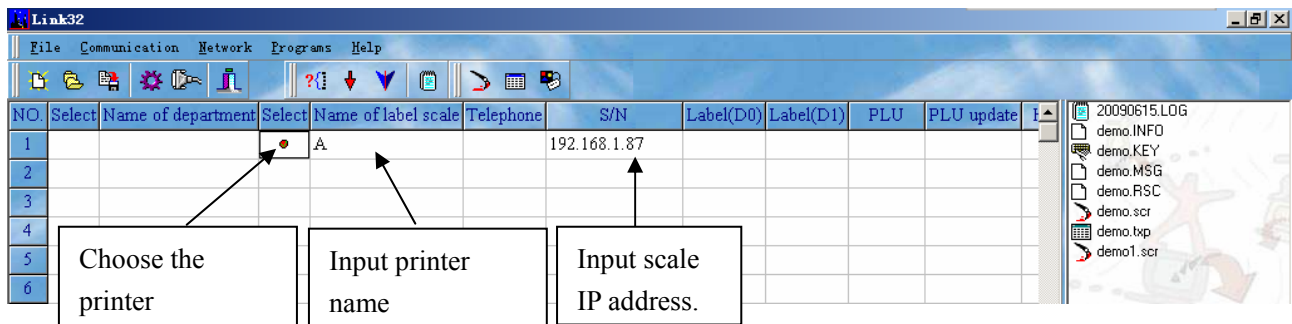 Link32
File Communication Network Programs Help
NO. Select Name of department Select Name of label scale Telephone S/N Label(D0) Label(D1) PLU PLU update
1 A 192.168.1.87
2
3
4
5
6
Choose the
printer
Input printer
name
Input scale
IP address.
20090615.LOG
demo.INFO
demo.KEY
demo.MSG
demo.RSC
demo.scr
demo.txp
demo1.scr